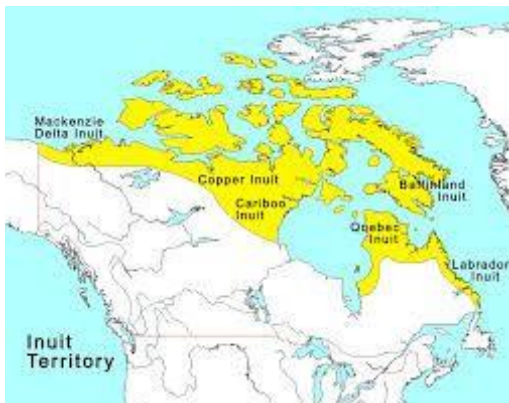 Mackenzie
Delta Inuit
Copper Inuit
Cariboo
Inuit
Baffinland
Inuit
Quebec
Inuit
Labrador
Inuit
Inuit
Territory